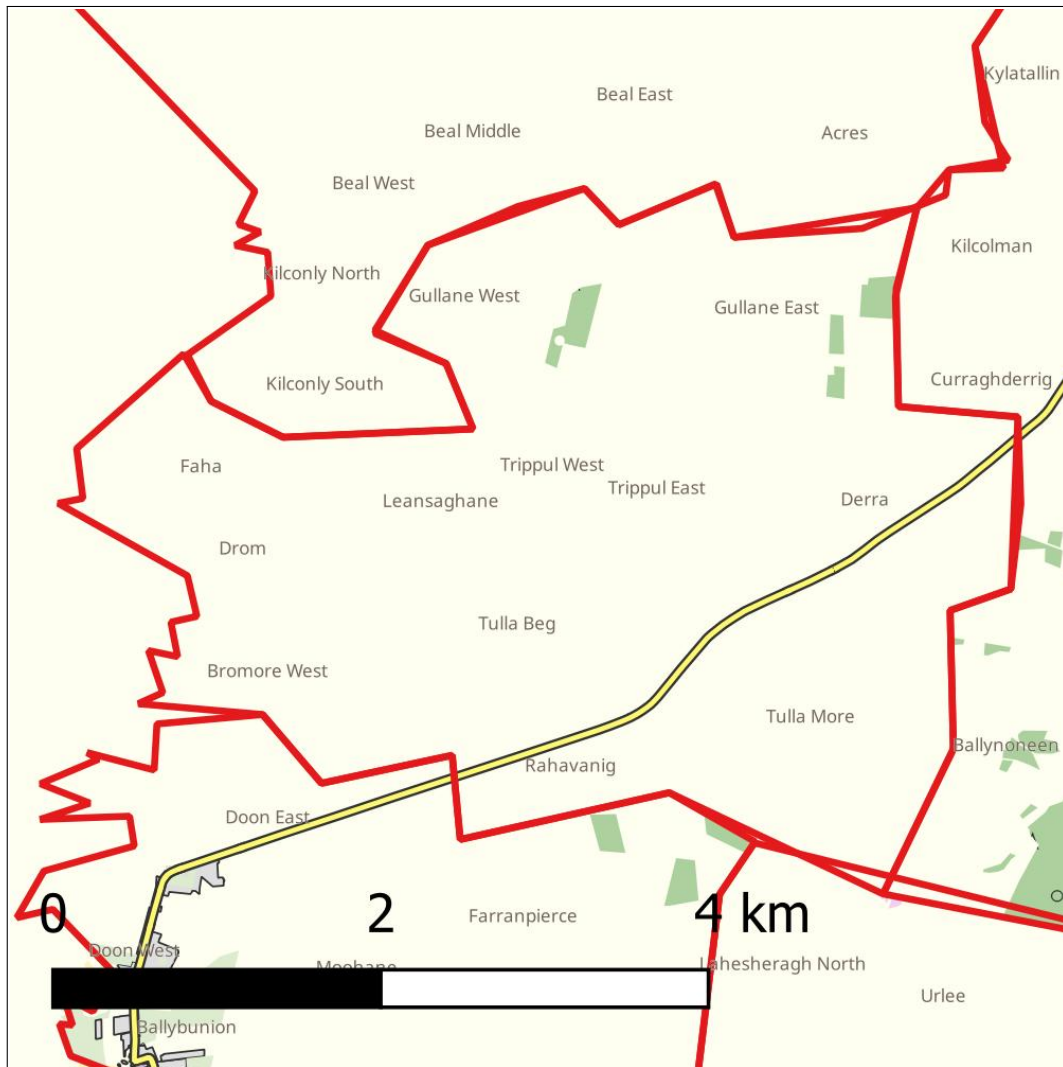 Kylatallin
Beal East
Beal Middle
Acres
Beal West
Kilcolman
Kilconly North
Gullane West
Gullane East
Kilconly South
Curraghderrig
Trippul West
Faha
Trippul East
Leansaghane
Derra
Drom
Tulla Beg
Bromore West
Tulla More
Ballynoneen
Rahavanig
Doon East
0 2 4 km
Farranpierce
Doon West
Lahesheragh North
Urlee
Ballybunion